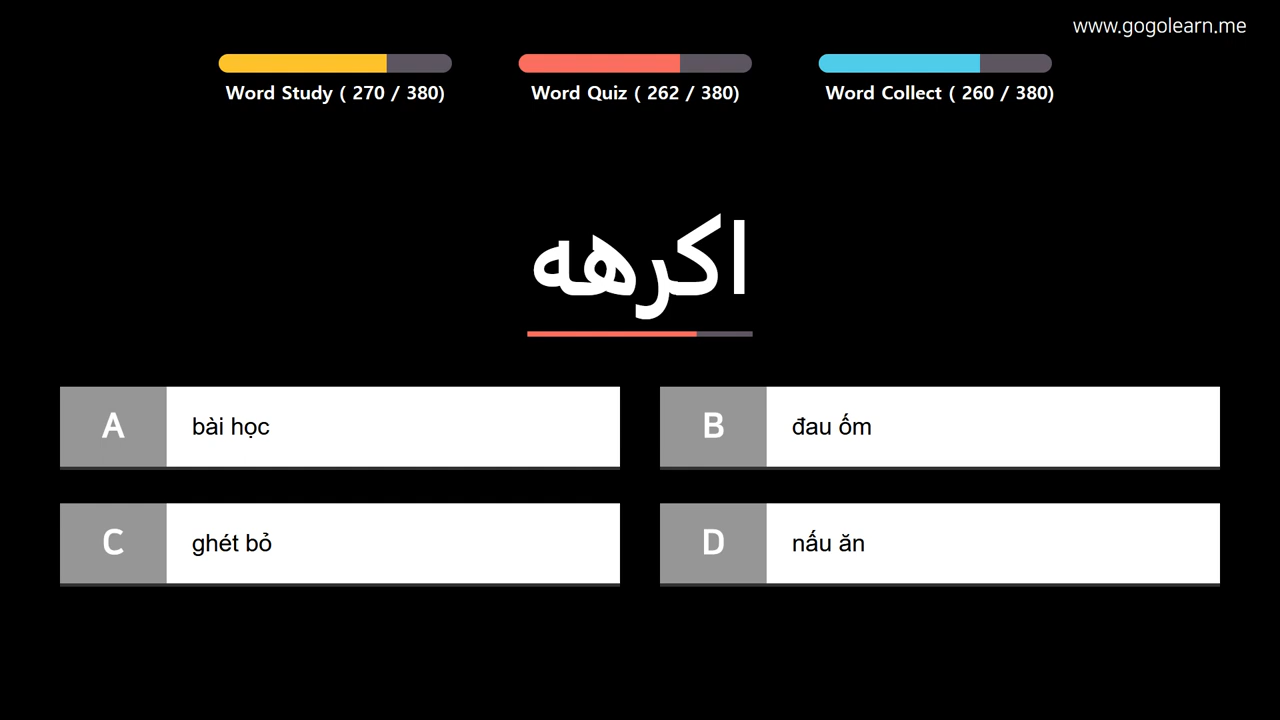 www.gogolearn.me
Word Study ( 270 / 380)
Word Quiz ( 262 / 380)
Word Collect ( 260 / 380)
اكرهه
A bài học
B đau ốm
C ghét bỏ
D nấu ăn